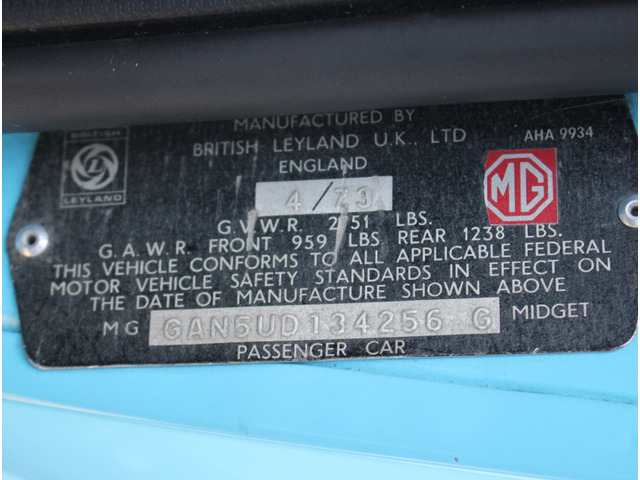 MANUFACTURED BY
BRITISH LEYLAND U.K., LTD
AHA 9934
ENGLAND
BRITISH
LEYLAND
4/73
MG
G.V.W.R. LBS.
G.A.W.R. FRONT 959 LBS REAR 1238 LBS.
THIS VEHICLE CONFORMS TO ALL APPLICABLE FEDERAL
MOTOR VEHICLE SAFETY STANDARDS IN EFFECT ON
THE DATE OF MANUFACTURE SHOWN ABOVE
MG GAN5UD134256 G MIDGET
PASSENGER CAR